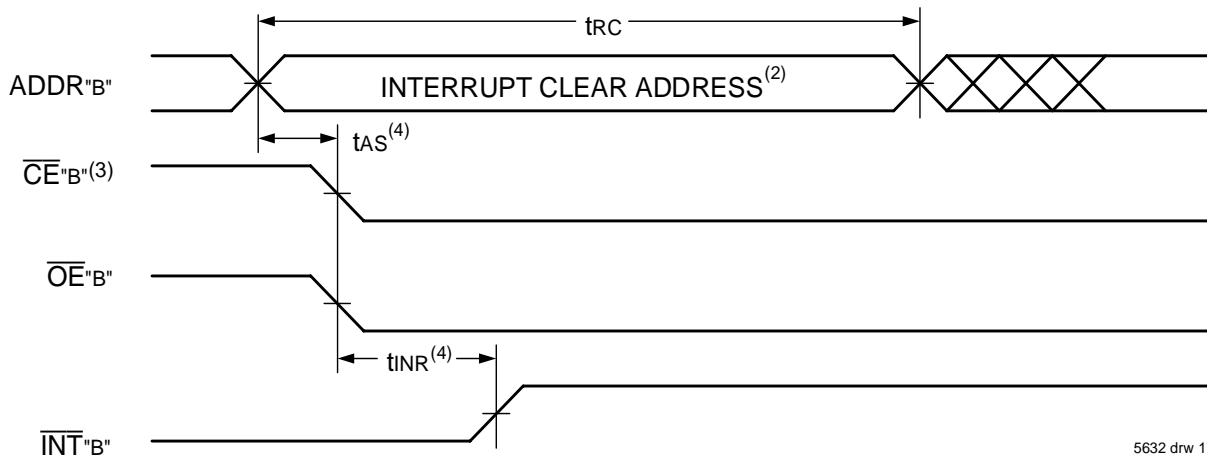 tRC
ADDR"B"
INTERRUPT CLEAR ADDRESS(2)
tAS(4)
CE"B"(3)
OE"B"
tINR(4)
INT"B"
5632 drw 1